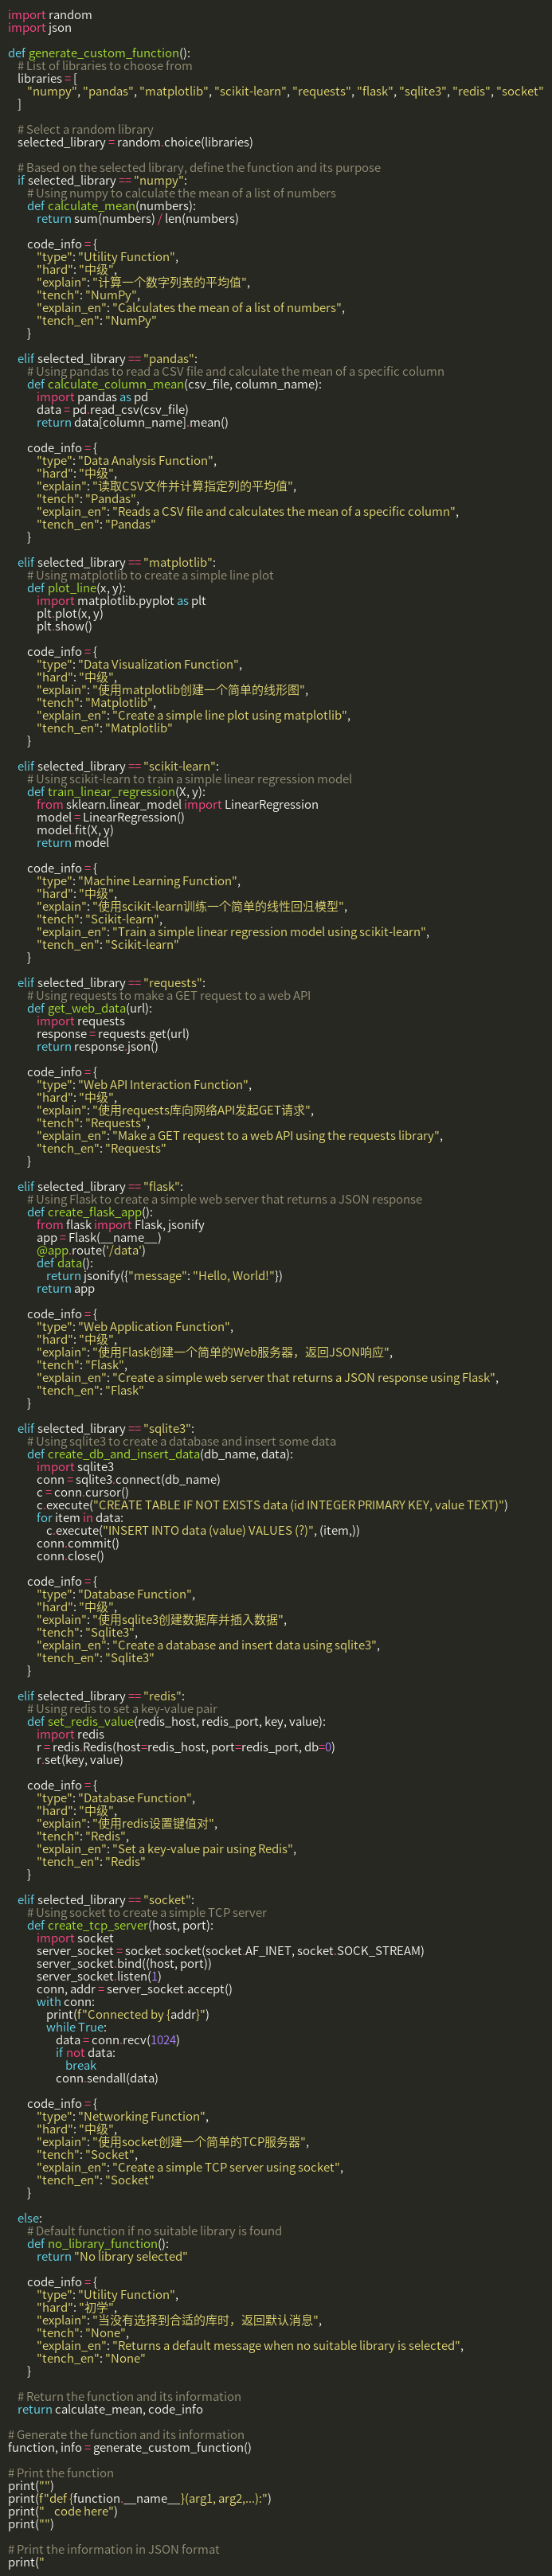 import random
import json

def generate_custom_function():
    # List of libraries to choose from
    libraries = [
        "numpy", "pandas", "matplotlib", "scikit-learn", "requests", "flask", "sqlite3", "redis", "socket"
    ]

    # Select a random library
    selected_library = random.choice(libraries)

    # Based on the selected library, define the function and its purpose
    if selected_library == "numpy":
        # Using numpy to calculate the mean of a list of numbers
        def calculate_mean(numbers):
            return sum(numbers) / len(numbers)

        code_info = {
            "type": "Utility Function",
            "hard": "中级",
            "explain": "计算一个数字列表的平均值",
            "tench": "NumPy",
            "explain_en": "Calculates the mean of a list of numbers",
            "tench_en": "NumPy"
        }

    elif selected_library == "pandas":
        # Using pandas to read a CSV file and calculate the mean of a specific column
        def calculate_column_mean(csv_file, column_name):
            import pandas as pd
            data = pd.read_csv(csv_file)
            return data[column_name].mean()

        code_info = {
            "type": "Data Analysis Function",
            "hard": "中级",
            "explain": "读取CSV文件并计算指定列的平均值",
            "tench": "Pandas",
            "explain_en": "Reads a CSV file and calculates the mean of a specific column",
            "tench_en": "Pandas"
        }

    elif selected_library == "matplotlib":
        # Using matplotlib to create a simple line plot
        def plot_line(x, y):
            import matplotlib.pyplot as plt
            plt.plot(x, y)
            plt.show()

        code_info = {
            "type": "Data Visualization Function",
            "hard": "中级",
            "explain": "使用matplotlib创建一个简单的线形图",
            "tench": "Matplotlib",
            "explain_en": "Create a simple line plot using matplotlib",
            "tench_en": "Matplotlib"
        }

    elif selected_library == "scikit-learn":
        # Using scikit-learn to train a simple linear regression model
        def train_linear_regression(X, y):
            from sklearn.linear_model import LinearRegression
            model = LinearRegression()
            model.fit(X, y)
            return model

        code_info = {
            "type": "Machine Learning Function",
            "hard": "中级",
            "explain": "使用scikit-learn训练一个简单的线性回归模型",
            "tench": "Scikit-learn",
            "explain_en": "Train a simple linear regression model using scikit-learn",
            "tench_en": "Scikit-learn"
        }

    elif selected_library == "requests":
        # Using requests to make a GET request to a web API
        def get_web_data(url):
            import requests
            response = requests.get(url)
            return response.json()

        code_info = {
            "type": "Web API Interaction Function",
            "hard": "中级",
            "explain": "使用requests库向网络API发起GET请求",
            "tench": "Requests",
            "explain_en": "Make a GET request to a web API using the requests library",
            "tench_en": "Requests"
        }

    elif selected_library == "flask":
        # Using Flask to create a simple web server that returns a JSON response
        def create_flask_app():
            from flask import Flask, jsonify
            app = Flask(__name__)
            @app.route('/data')
            def data():
                return jsonify({"message": "Hello, World!"})
            return app

        code_info = {
            "type": "Web Application Function",
            "hard": "中级",
            "explain": "使用Flask创建一个简单的Web服务器，返回JSON响应",
            "tench": "Flask",
            "explain_en": "Create a simple web server that returns a JSON response using Flask",
            "tench_en": "Flask"
        }

    elif selected_library == "sqlite3":
        # Using sqlite3 to create a database and insert some data
        def create_db_and_insert_data(db_name, data):
            import sqlite3
            conn = sqlite3.connect(db_name)
            c = conn.cursor()
            c.execute("CREATE TABLE IF NOT EXISTS data (id INTEGER PRIMARY KEY, value TEXT)")
            for item in data:
                c.execute("INSERT INTO data (value) VALUES (?)", (item,))
            conn.commit()
            conn.close()

        code_info = {
            "type": "Database Function",
            "hard": "中级",
            "explain": "使用sqlite3创建数据库并插入数据",
            "tench": "Sqlite3",
            "explain_en": "Create a database and insert data using sqlite3",
            "tench_en": "Sqlite3"
        }

    elif selected_library == "redis":
        # Using redis to set a key-value pair
        def set_redis_value(redis_host, redis_port, key, value):
            import redis
            r = redis.Redis(host=redis_host, port=redis_port, db=0)
            r.set(key, value)

        code_info = {
            "type": "Database Function",
            "hard": "中级",
            "explain": "使用redis设置键值对",
            "tench": "Redis",
            "explain_en": "Set a key-value pair using Redis",
            "tench_en": "Redis"
        }

    elif selected_library == "socket":
        # Using socket to create a simple TCP server
        def create_tcp_server(host, port):
            import socket
            server_socket = socket.socket(socket.AF_INET, socket.SOCK_STREAM)
            server_socket.bind((host, port))
            server_socket.listen(1)
            conn, addr = server_socket.accept()
            with conn:
                print(f"Connected by {addr}")
                while True:
                    data = conn.recv(1024)
                    if not data:
                        break
                    conn.sendall(data)

        code_info = {
            "type": "Networking Function",
            "hard": "中级",
            "explain": "使用socket创建一个简单的TCP服务器",
            "tench": "Socket",
            "explain_en": "Create a simple TCP server using socket",
            "tench_en": "Socket"
        }

    else:
        # Default function if no suitable library is found
        def no_library_function():
            return "No library selected"

        code_info = {
            "type": "Utility Function",
            "hard": "初学",
            "explain": "当没有选择到合适的库时，返回默认消息",
            "tench": "None",
            "explain_en": "Returns a default message when no suitable library is selected",
            "tench_en": "None"
        }

    # Return the function and its information
    return calculate_mean, code_info

# Generate the function and its information
function, info = generate_custom_function()

# Print the function
print("")
print(f"def {function.__name__}(arg1, arg2,...):")
print("    code here")
print("")

# Print the information in JSON format
print("